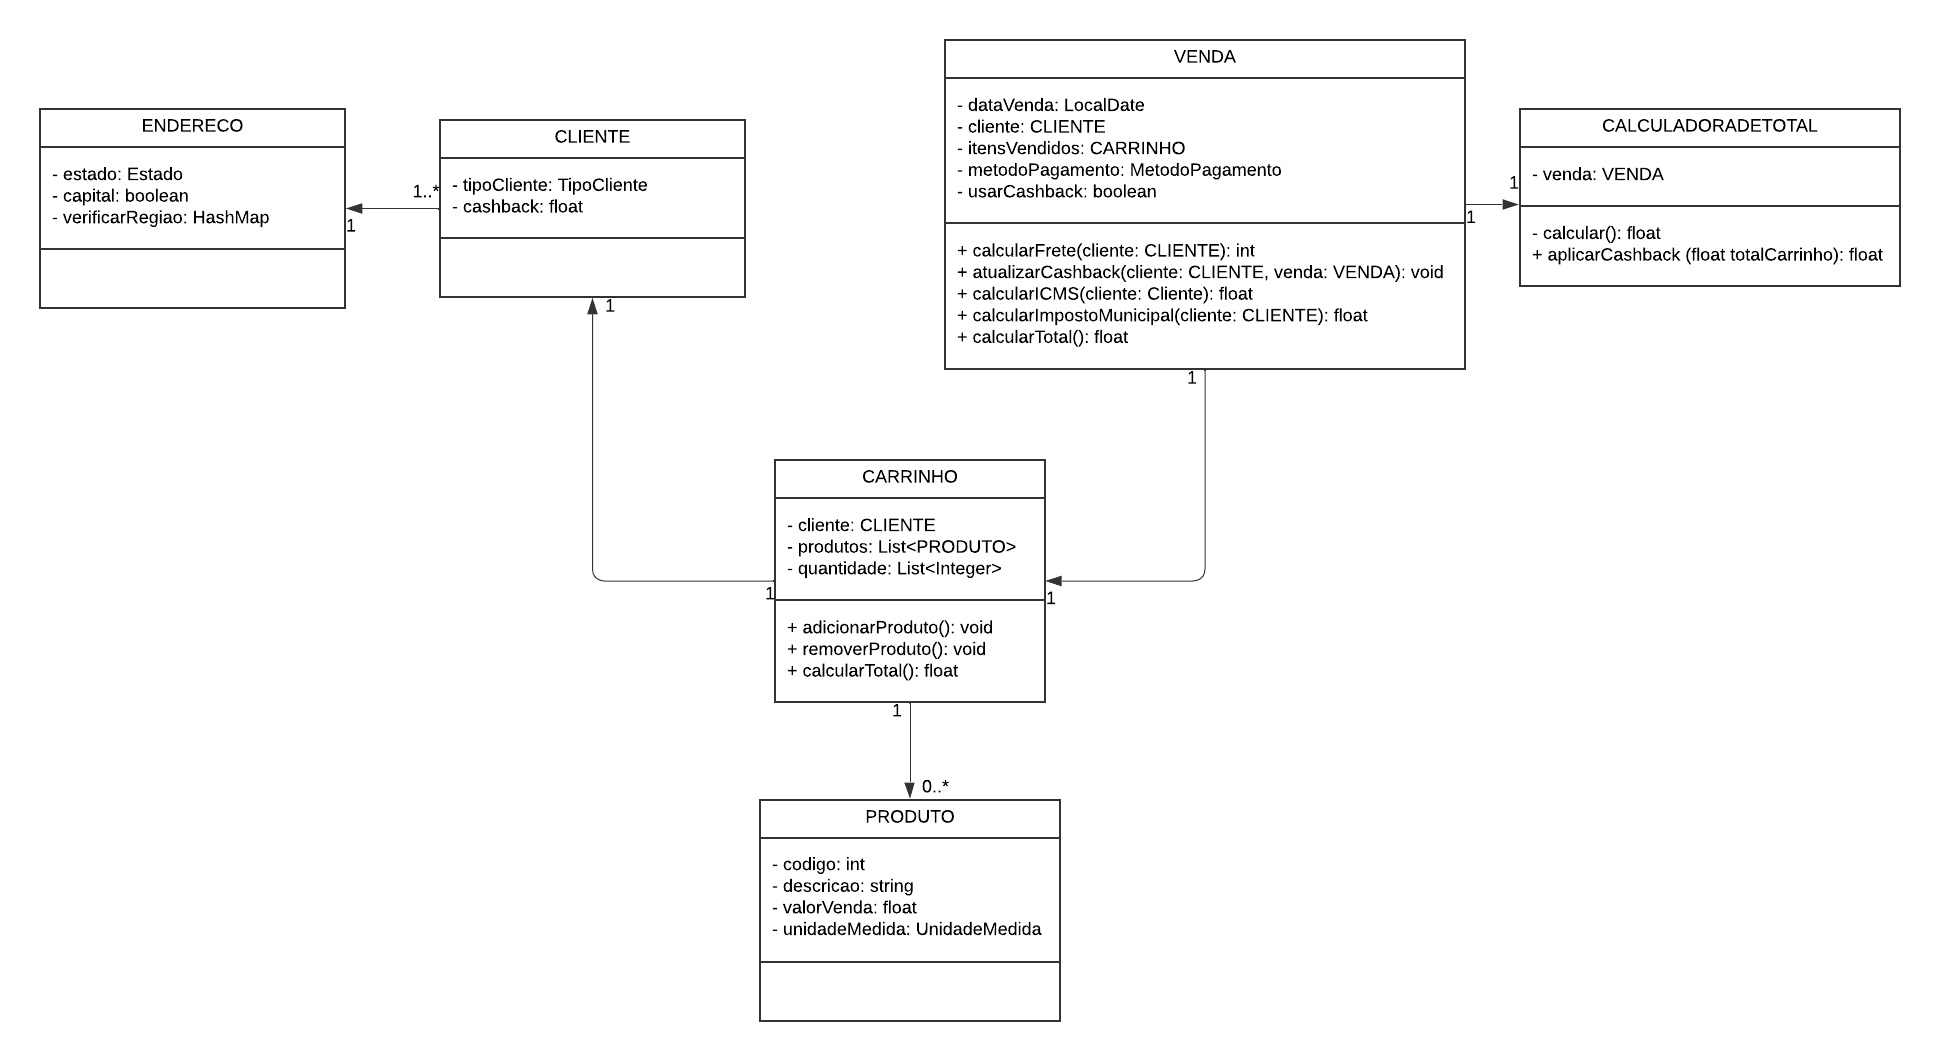 ENDERECO
- estado: Estado
- capital: boolean
- verificarRegiao: HashMap
1
1..*
CLIENTE
- tipoCliente: TipoCliente
- cashback: float
1
VENDA
- dataVenda: LocalDate
- cliente: CLIENTE
- itensVendidos: CARRINHO
- metodoPagamento: MetodoPagamento
- usarCashback: boolean
+ calcularFrete(cliente: CLIENTE): int
+ atualizarCashback(cliente: CLIENTE, venda: VENDA): void
+ calcularICMS(cliente: Cliente): float
+ calcularImpostoMunicipal(cliente: CLIENTE): float
+ calcularTotal(): float
1
1
1
CALCULADORADETOTAL
- venda: VENDA
- calcular(): float
+ aplicarCashback (float totalCarrinho): float
CARRINHO
- cliente: CLIENTE
- produtos: List<PRODUTO>
- quantidade: List<Integer>
+ adicionarProduto(): void
+ removerProduto(): void
+ calcularTotal(): float
1
1
1
0..*
PRODUTO
- codigo: int
- descricao: string
- valorVenda: float
- unidadeMedida: UnidadeMedida